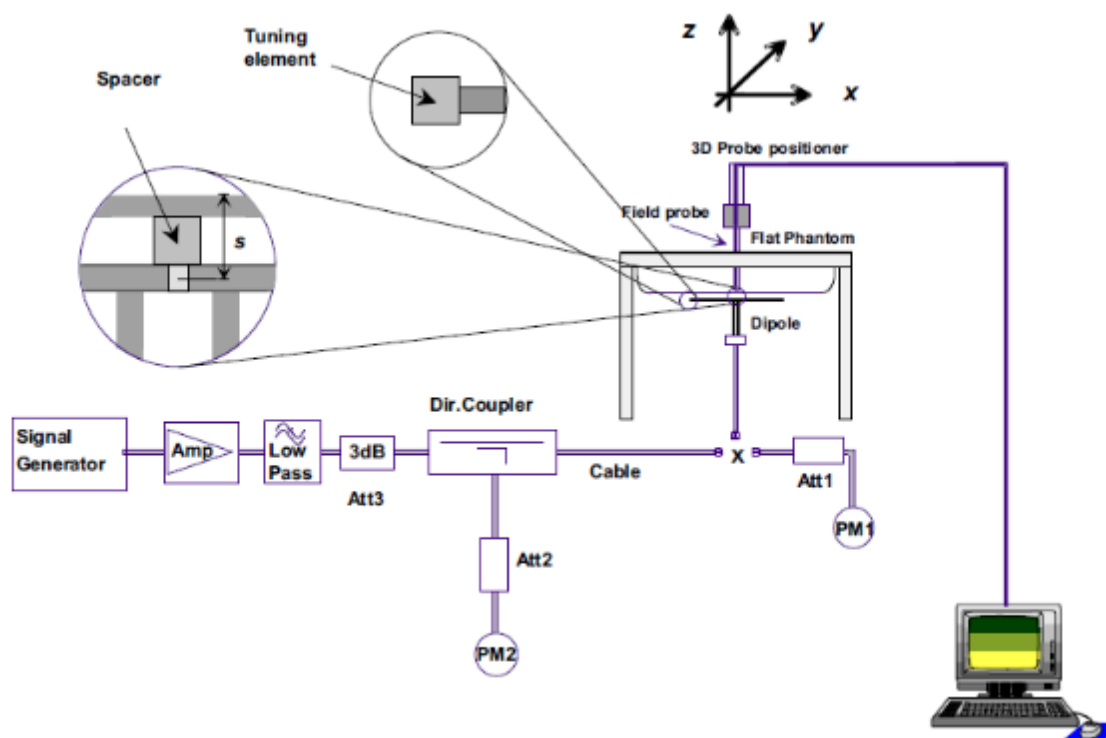 Tuning
element
Spacer
s
z
y
x
3D Probe positioner
Field probe
Flat Phantom
Dipole
Dir.Coupler
Signal
Generator
Amp
Low
Pass
3dB
Att3
Cable
X
Att1
PM1
Att2
PM2